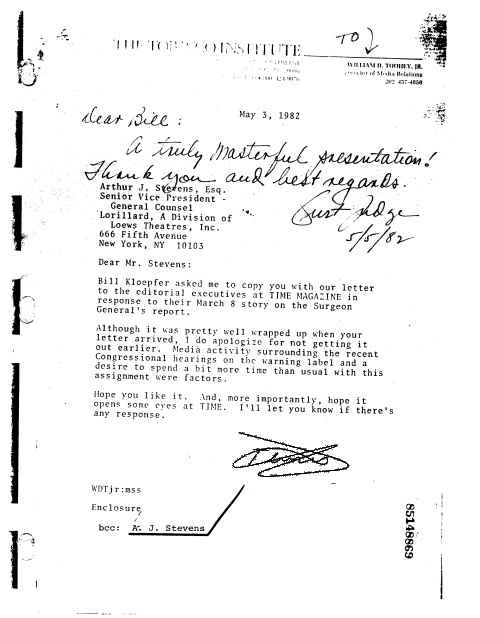 THE TOBACCO INSTITUTE
TO
WILLIAM D. TOOHEY, JR.
Director of Media Relations
202 457-4850
May 3, 1982
Dear Bill:
A truly masterful presentation!
Thank you and best regards.
Curt Judge
5/5/82
Arthur J. Stevens, Esq.
Senior Vice President -
General Counsel
Lorillard, A Division of
Loews Theatres, Inc.
666 Fifth Avenue
New York, NY 10103
Dear Mr. Stevens:
Bill Kloepfer asked me to copy you with our letter
to the editorial executives at TIME MAGAZINE in
response to their March 8 story on the Surgeon
General's report.
Although it was pretty well wrapped up when your
letter arrived, I do apologize for not getting it
out earlier. Media activity surrounding the recent
Congressional hearings on the warning label and a
desire to spend a bit more time than usual with this
assignment were factors.
Hope you like it. And, more importantly, hope it
opens some eyes at TIME. I'll let you know if there's
any response.
WDTjr:mss
Enclosure
bcc: A. J. Stevens
85148869